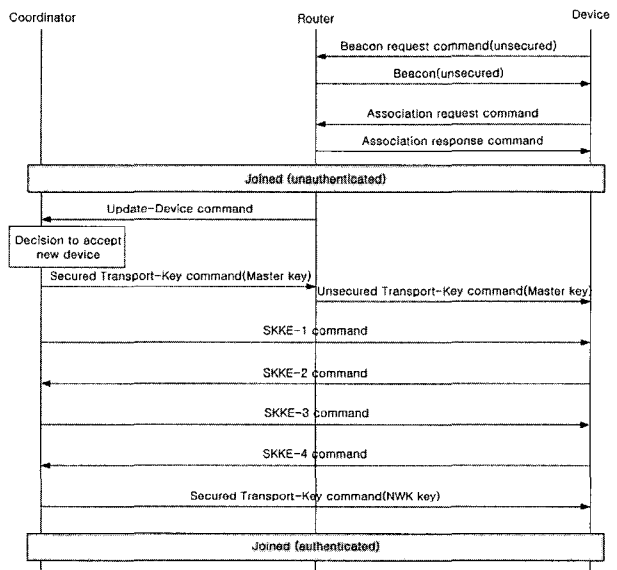 Coordinator
Router
Device
Beacon request command(unsecured)
Beacon(unsecured)
Association request command
Association response command
Joined (unauthenticated)
Update-Device command
Decision to accept
new device
Secured Transport-Key command(Master key)
Unsecured Transport-Key command(Master key)
SKKE-1 command
SKKE-2 command
SKKE-3 command
SKKE-4 command
Secured Transport-Key command(NWK key)
Joined (authenticated)